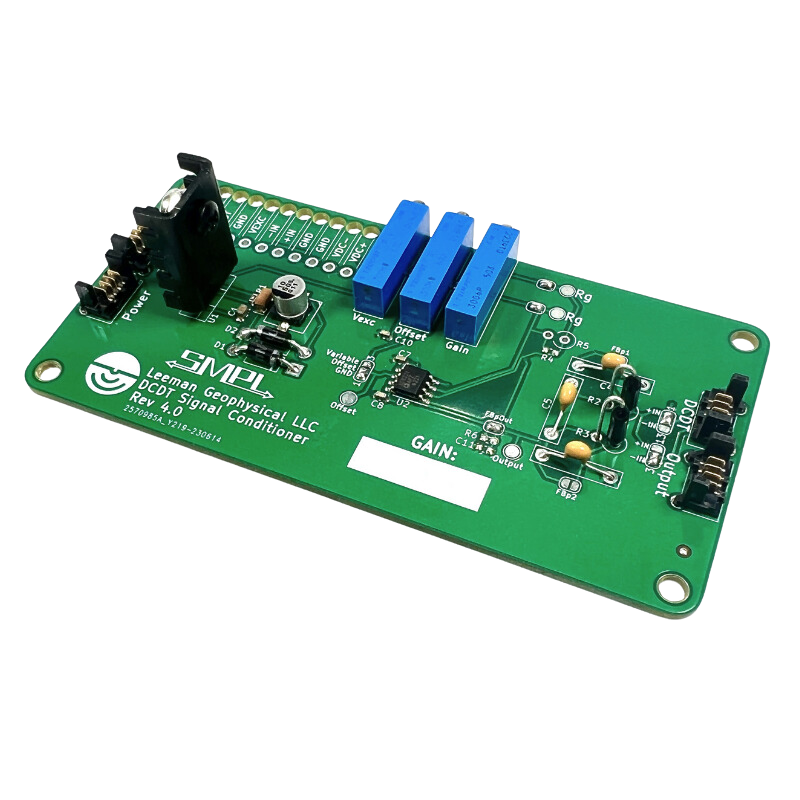 GND
VEXC
-IN
+IN
GND
GND
VDC-
VDC+
Power
U1
D2
D1
Vexc
Offset
Gain
C10
Rg
Rg
R5
R4
Variable
Offset
GND
C7
U2
C8
Offset
SMPL
Leeman Geophysical LLC
DCDT Signal Conditioner
Rev 4.0
2570985A_Y219-230614
GAIN:
FBpOut
R6
C11
Output
FBp1
C5
R2
R3
FBp2
+IN
-IN
DCDT
Output